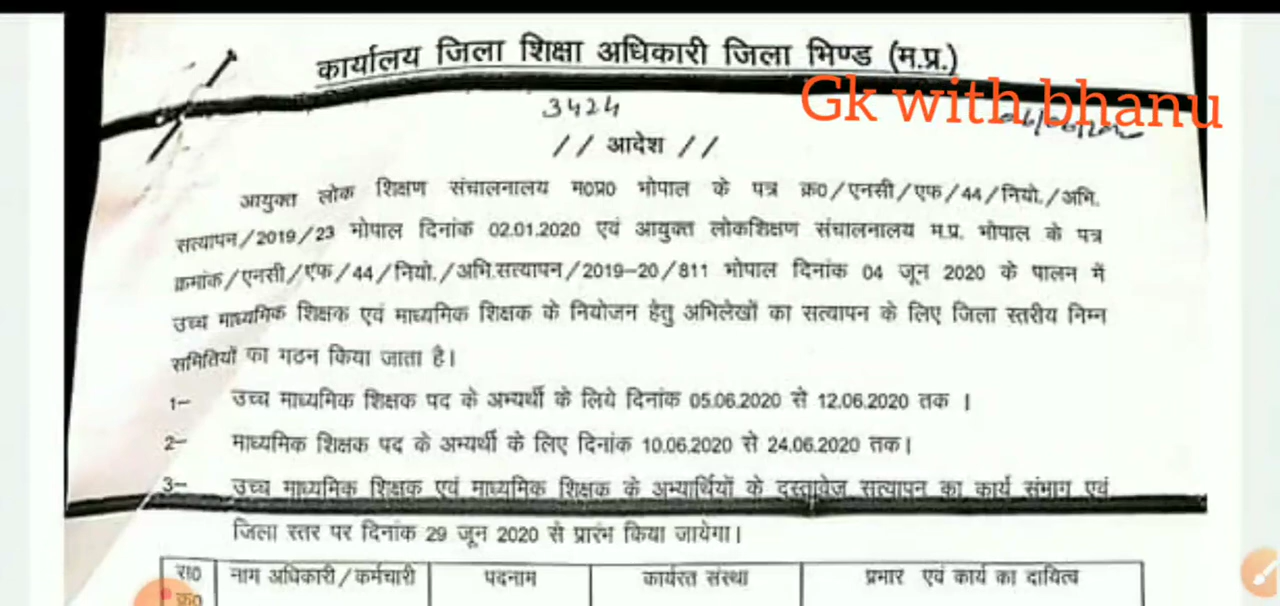 कार्यालय जिला शिक्षा अधिकारी जिला भिण्ड (म.प्र.)
Gk with bhanu
3424
// आदेश //
आयुक्त लोक शिक्षण संचालनालय म0प्र0 भोपाल के पत्र क्र0/एनसी/एफ/44/नियो./अभि.
सत्यापन/2019/23 भोपाल दिनांक 02.01.2020 एवं आयुक्त लोकशिक्षण संचालनालय म.प्र. भोपाल के पत्र
क्रमांक/एनसी/एफ/44/नियो./अभि.सत्यापन/2019-20/811 भोपाल दिनांक 04 जून 2020 के पालन में
उच्च माध्यमिक शिक्षक एवं माध्यमिक शिक्षक के नियोजन हेतु अभिलेखों का सत्यापन के लिए जिला स्तरीय निम्न
समितियों का गठन किया जाता है।
1- उच्च माध्यमिक शिक्षक पद के अभ्यर्थी के लिये दिनांक 05.06.2020 से 12.06.2020 तक ।
2- माध्यमिक शिक्षक पद के अभ्यर्थी के लिए दिनांक 10.06.2020 से 24.06.2020 तक।
3- उच्च माध्यमिक शिक्षक एवं माध्यमिक शिक्षक के अभ्यार्थियों के दस्तावेज सत्यापन का कार्य संभाग एवं
जिला स्तर पर दिनांक 29 जून 2020 से प्रारंभ किया जायेगा।
स0 नाम अधिकारी/कर्मचारी पदनाम कार्यरत संस्था प्रभार एवं कार्य का दायित्व
क्र0